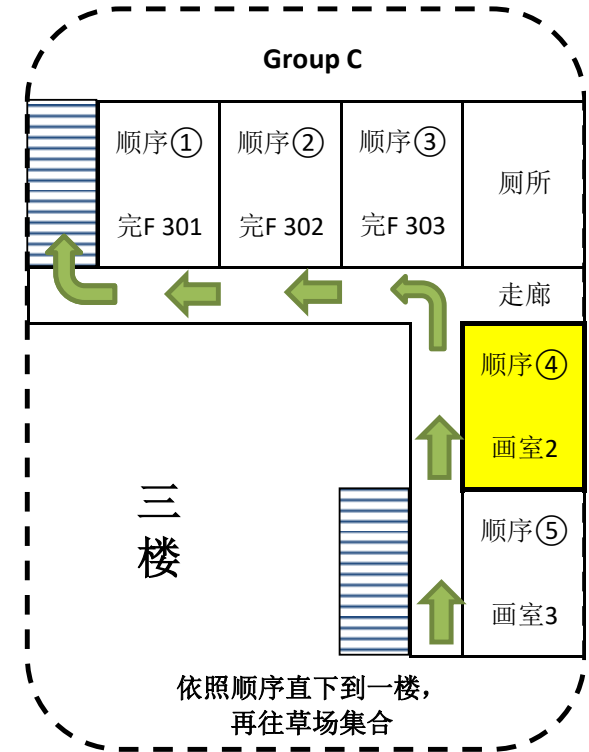 Group C
顺序① 顺序② 顺序③
厕所
完F 301 完F 302 完F 303
走廊
顺序④
画室2
三
楼
顺序⑤
画室3
依照顺序直下到一楼，
再往草场集合